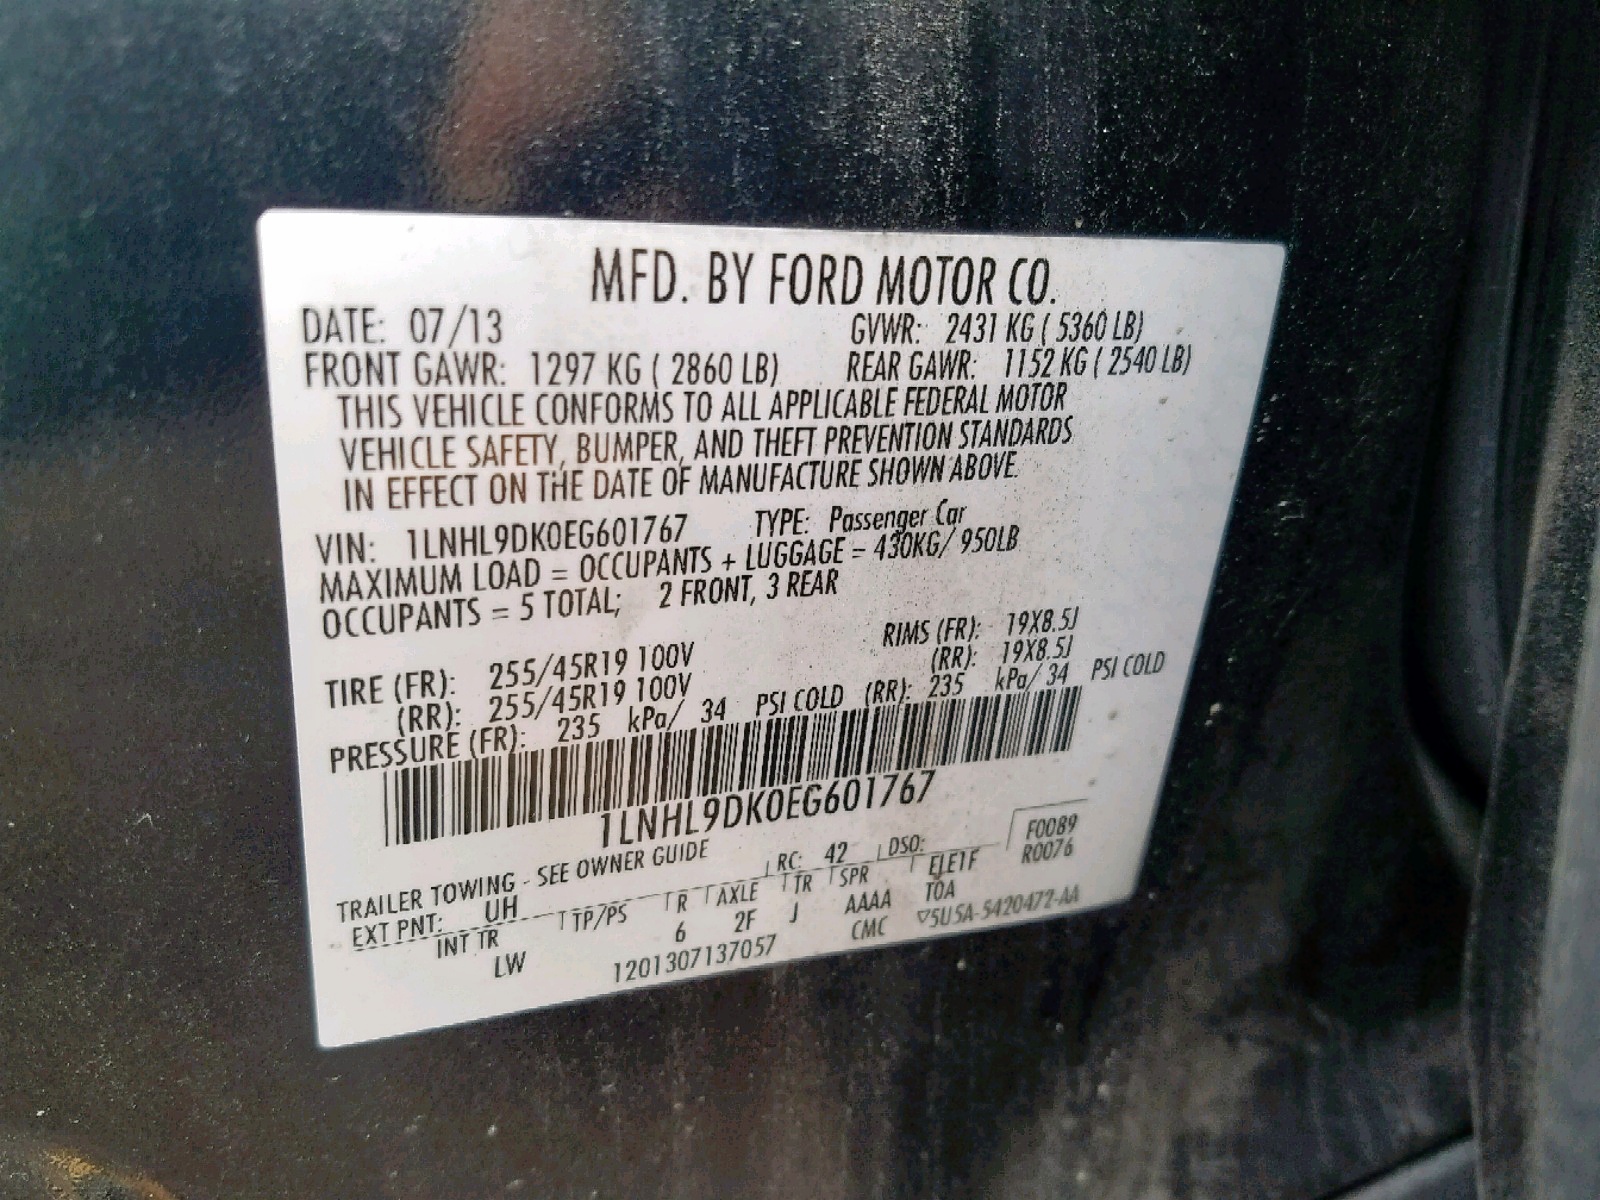 MFD. BY FORD MOTOR CO.
DATE: 07/13 GVWR: 2431 KG ( 5360 LB)
FRONT GAWR: 1297 KG ( 2860 LB) REAR GAWR: 1152 KG ( 2540 LB)
THIS VEHICLE CONFORMS TO ALL APPLICABLE FEDERAL MOTOR
VEHICLE SAFETY, BUMPER, AND THEFT PREVENTION STANDARDS
IN EFFECT ON THE DATE OF MANUFACTURE SHOWN ABOVE.
VIN: 1LNHL9DK0EG601767 TYPE: Passenger Car
MAXIMUM LOAD = OCCUPANTS + LUGGAGE = 430KG/ 950LB
OCCUPANTS = 5 TOTAL; 2 FRONT, 3 REAR
TIRE (FR): 255/45R19 100V RIMS (FR): 19X8.5J
(RR): 255/45R19 100V (RR): 19X8.5J
PRESSURE (FR): 235 kPa/ 34 PSI COLD (RR): 235 kPa/ 34 PSI COLD
1LNHL9DK0EG601767
TRAILER TOWING - SEE OWNER GUIDE F0089
EXT PNT: UH RC: 42 DSO: R0076
INT TR TP/PS R AXLE TR SPR ELE1F
LW 6 2F J AAAA T0A
1201307137057 CMC ▽5U5A-5420472-AA